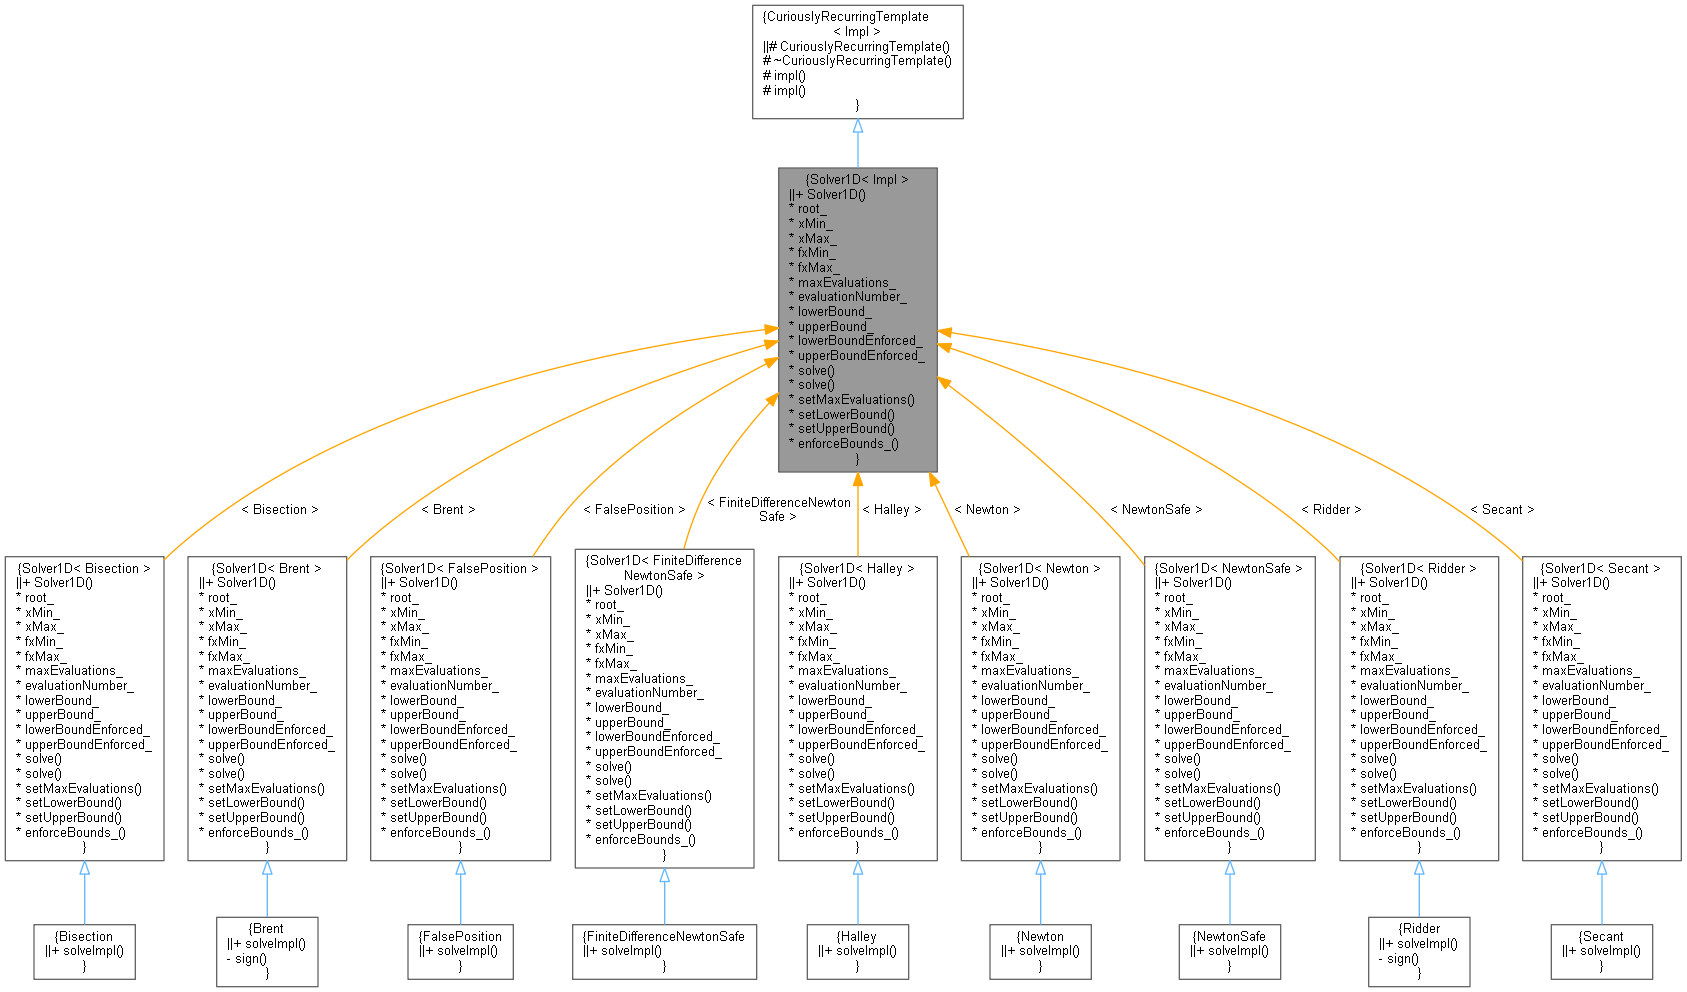 {CuriouslyRecurringTemplate
< Impl >
||# CuriouslyRecurringTemplate()
# ~CuriouslyRecurringTemplate()
# impl()
# impl()
}
{Solver1D< Impl >
||+ Solver1D()
* root_
* xMin_
* xMax_
* fxMin_
* fxMax_
* maxEvaluations_
* evaluationNumber_
* lowerBound_
* upperBound_
* lowerBoundEnforced_
* upperBoundEnforced_
* solve()
* solve()
* setMaxEvaluations()
* setLowerBound()
* setUpperBound()
* enforceBounds_()
}
< Bisection >
< Brent >
< FalsePosition >
< FiniteDifferenceNewton
Safe >
< Halley >
< Newton >
< NewtonSafe >
< Ridder >
< Secant >
{Solver1D< Bisection >
||+ Solver1D()
* root_
* xMin_
* xMax_
* fxMin_
* fxMax_
* maxEvaluations_
* evaluationNumber_
* lowerBound_
* upperBound_
* lowerBoundEnforced_
* upperBoundEnforced_
* solve()
* solve()
* setMaxEvaluations()
* setLowerBound()
* setUpperBound()
* enforceBounds_()
}
{Solver1D< Brent >
||+ Solver1D()
* root_
* xMin_
* xMax_
* fxMin_
* fxMax_
* maxEvaluations_
* evaluationNumber_
* lowerBound_
* upperBound_
* lowerBoundEnforced_
* upperBoundEnforced_
* solve()
* solve()
* setMaxEvaluations()
* setLowerBound()
* setUpperBound()
* enforceBounds_()
}
{Solver1D< FalsePosition >
||+ Solver1D()
* root_
* xMin_
* xMax_
* fxMin_
* fxMax_
* maxEvaluations_
* evaluationNumber_
* lowerBound_
* upperBound_
* lowerBoundEnforced_
* upperBoundEnforced_
* solve()
* solve()
* setMaxEvaluations()
* setLowerBound()
* setUpperBound()
* enforceBounds_()
}
{Solver1D< FiniteDifference
NewtonSafe >
||+ Solver1D()
* root_
* xMin_
* xMax_
* fxMin_
* fxMax_
* maxEvaluations_
* evaluationNumber_
* lowerBound_
* upperBound_
* lowerBoundEnforced_
* upperBoundEnforced_
* solve()
* solve()
* setMaxEvaluations()
* setLowerBound()
* setUpperBound()
* enforceBounds_()
}
{Solver1D< Halley >
||+ Solver1D()
* root_
* xMin_
* xMax_
* fxMin_
* fxMax_
* maxEvaluations_
* evaluationNumber_
* lowerBound_
* upperBound_
* lowerBoundEnforced_
* upperBoundEnforced_
* solve()
* solve()
* setMaxEvaluations()
* setLowerBound()
* setUpperBound()
* enforceBounds_()
}
{Solver1D< Newton >
||+ Solver1D()
* root_
* xMin_
* xMax_
* fxMin_
* fxMax_
* maxEvaluations_
* evaluationNumber_
* lowerBound_
* upperBound_
* lowerBoundEnforced_
* upperBoundEnforced_
* solve()
* solve()
* setMaxEvaluations()
* setLowerBound()
* setUpperBound()
* enforceBounds_()
}
{Solver1D< NewtonSafe >
||+ Solver1D()
* root_
* xMin_
* xMax_
* fxMin_
* fxMax_
* maxEvaluations_
* evaluationNumber_
* lowerBound_
* upperBound_
* lowerBoundEnforced_
* upperBoundEnforced_
* solve()
* solve()
* setMaxEvaluations()
* setLowerBound()
* setUpperBound()
* enforceBounds_()
}
{Solver1D< Ridder >
||+ Solver1D()
* root_
* xMin_
* xMax_
* fxMin_
* fxMax_
* maxEvaluations_
* evaluationNumber_
* lowerBound_
* upperBound_
* lowerBoundEnforced_
* upperBoundEnforced_
* solve()
* solve()
* setMaxEvaluations()
* setLowerBound()
* setUpperBound()
* enforceBounds_()
}
{Solver1D< Secant >
||+ Solver1D()
* root_
* xMin_
* xMax_
* fxMin_
* fxMax_
* maxEvaluations_
* evaluationNumber_
* lowerBound_
* upperBound_
* lowerBoundEnforced_
* upperBoundEnforced_
* solve()
* solve()
* setMaxEvaluations()
* setLowerBound()
* setUpperBound()
* enforceBounds_()
}
{Bisection
||+ solveImpl()
}
{Brent
||+ solveImpl()
- sign()
}
{FalsePosition
||+ solveImpl()
}
{FiniteDifferenceNewtonSafe
||+ solveImpl()
}
{Halley
||+ solveImpl()
}
{Newton
||+ solveImpl()
}
{NewtonSafe
||+ solveImpl()
}
{Ridder
||+ solveImpl()
- sign()
}
{Secant
||+ solveImpl()
}